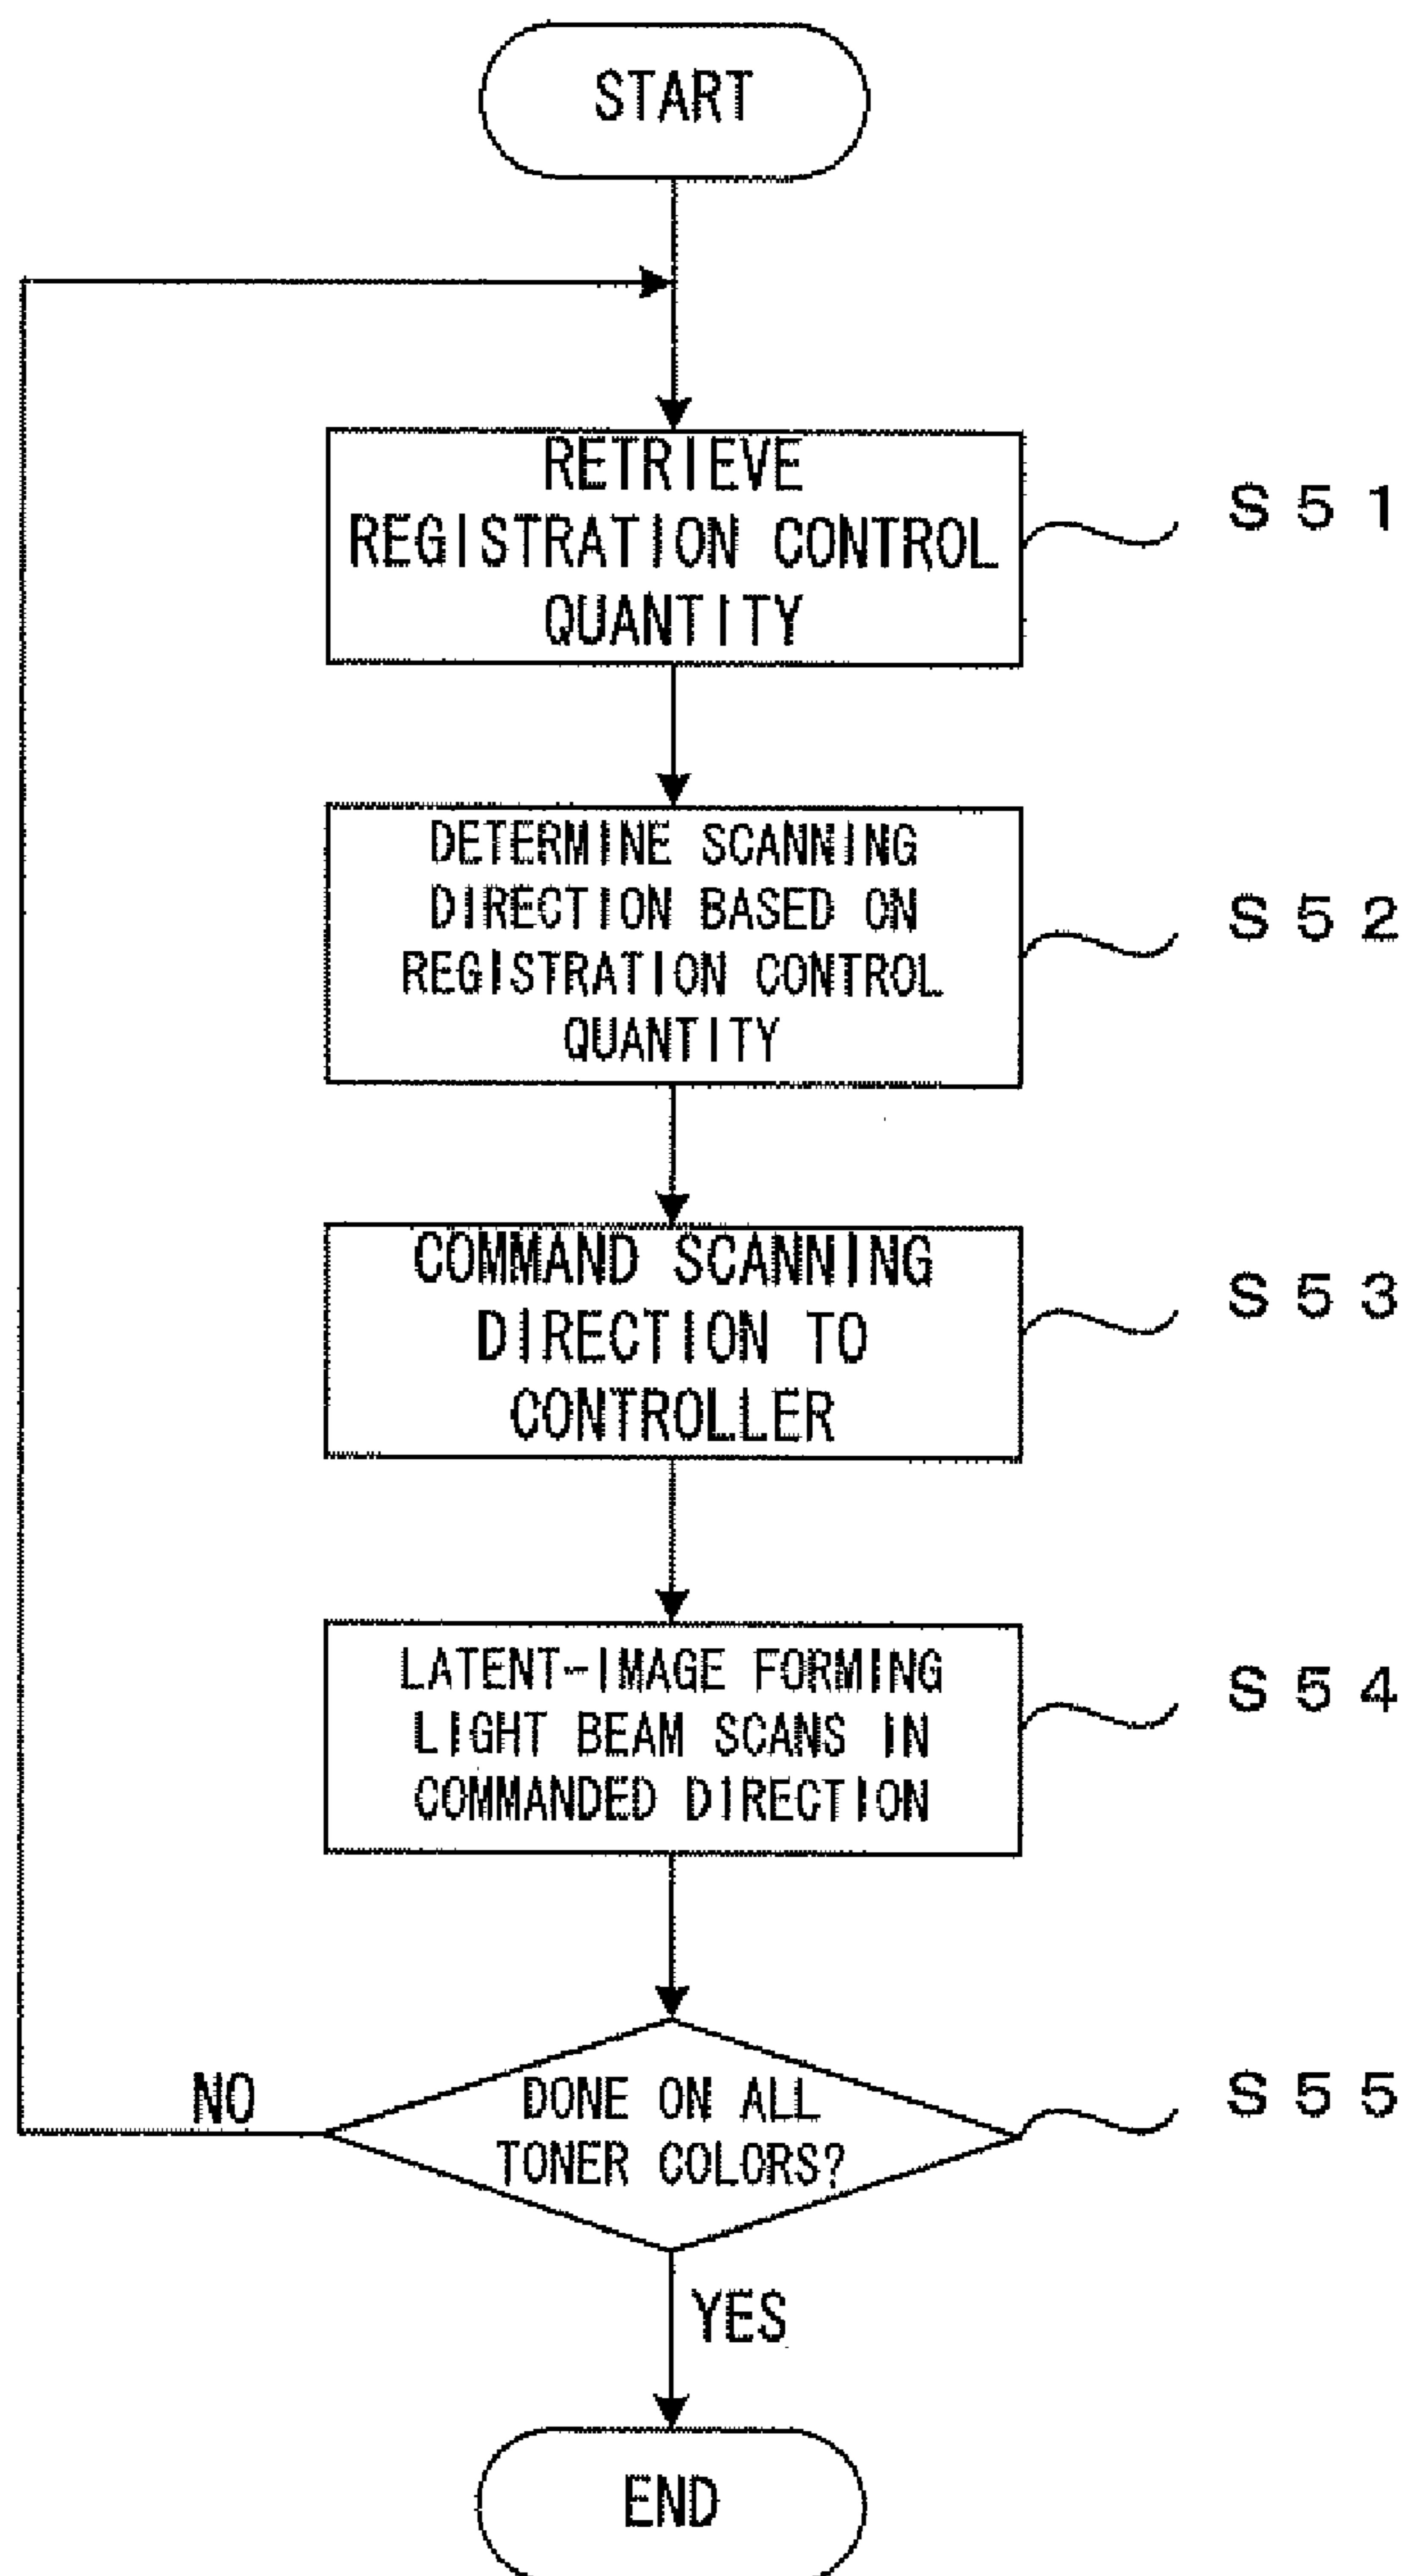 START
RETRIEVE
REGISTRATION CONTROL
QUANTITY
S51
DETERMINE SCANNING
DIRECTION BASED ON
REGISTRATION CONTROL
QUANTITY
S52
COMMAND SCANNING
DIRECTION TO
CONTROLLER
S53
LATENT-IMAGE FORMING
LIGHT BEAM SCANS IN
COMMANDED DIRECTION
S54
DONE ON ALL
TONER COLORS?
S55
NO
YES
END